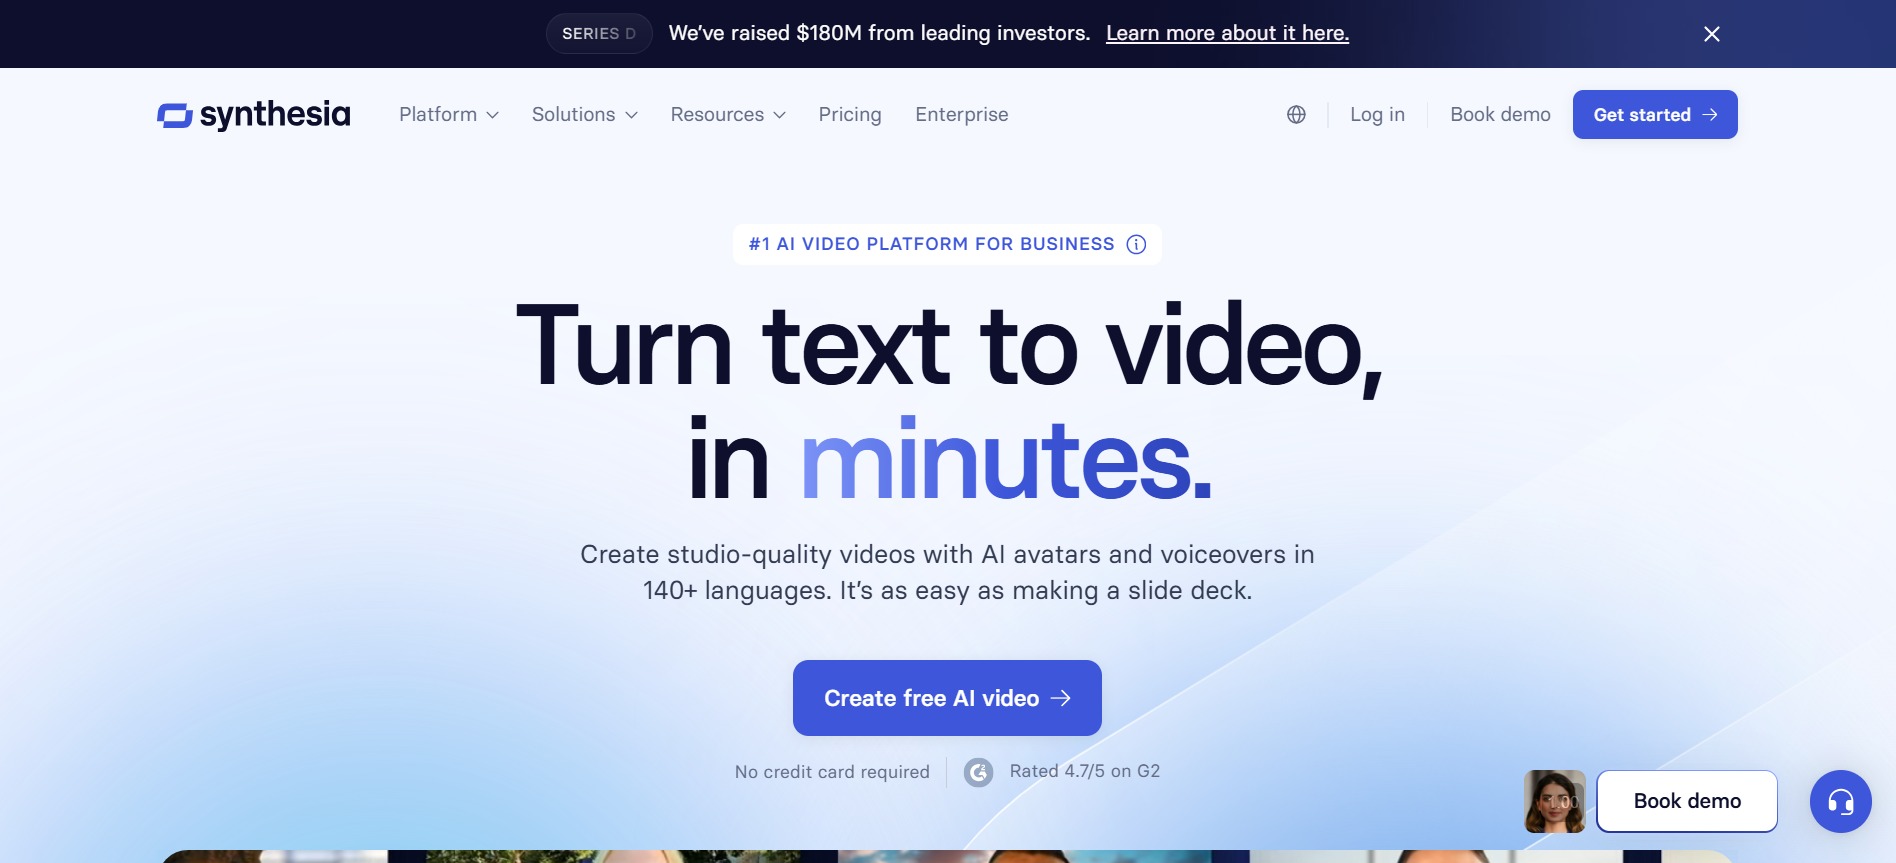 SERIES D We've raised $180M from leading investors. Learn more about it here.
synthesia Platform Solutions Resources Pricing Enterprise Log in Book demo Get started →
#1 AI VIDEO PLATFORM FOR BUSINESS
Turn text to video,
in minutes.
Create studio-quality videos with AI avatars and voiceovers in
140+ languages. It's as easy as making a slide deck.
Create free AI video →
No credit card required Rated 4.7/5 on G2
Book demo